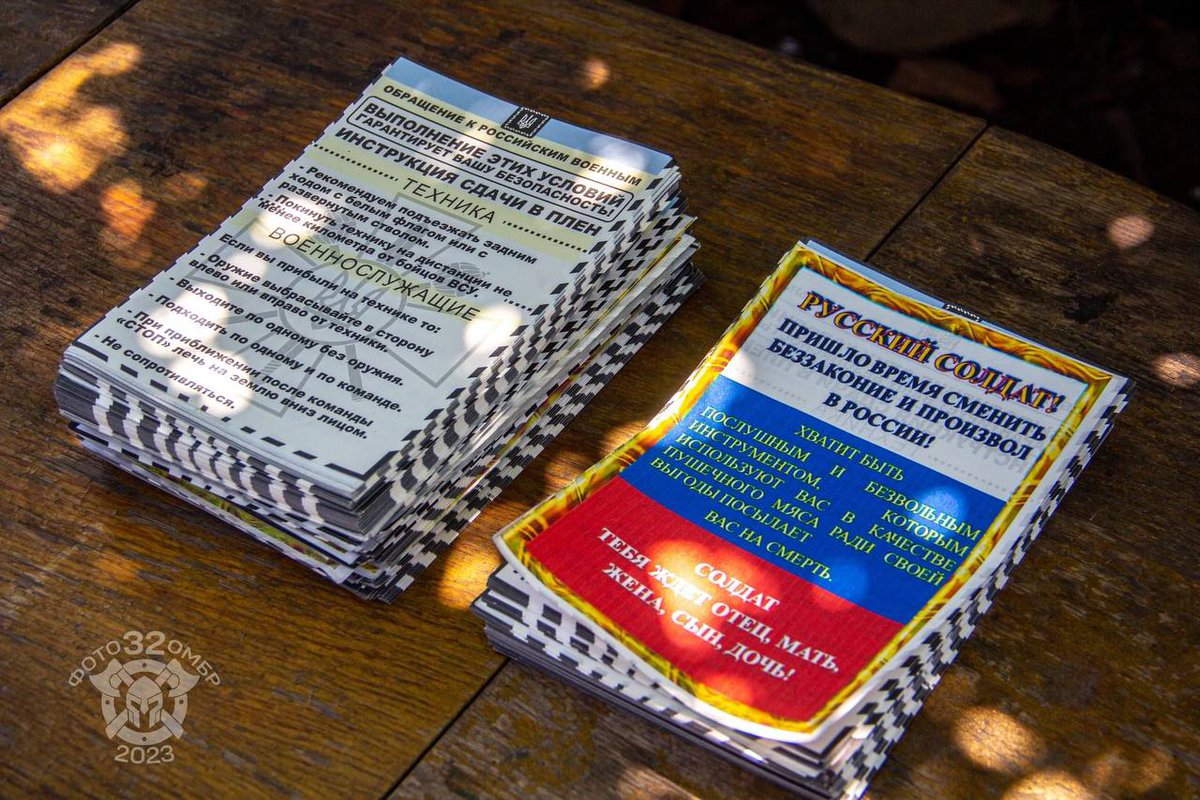 ОБРАЩЕНИЕ К РОССИЙСКИМ ВОЕННЫМ
ВЫПОЛНЕНИЕ ЭТИХ УСЛОВИЙ
ГАРАНТИРУЕТ ВАШУ БЕЗОПАСНОСТЬ!
ИНСТРУКЦИЯ СДАЧИ В ПЛЕН
ТЕХНИКА
- Рекомендуем подъезжать задним
ходом с белым флагом или с
развернутым стволом.
- Покинуть технику на дистанции не
менее километра от бойцов ВСУ
ВОЕННОСЛУЖАЩИЕ
Если вы прибыли на технике то:
- Оружие выбрасывайте в сторону
влево или вправо от техники.
- Выходите по одному без оружия.
- Подходить по одному и по команде.
- При приближении после команды
«СТОП» лечь на землю вниз лицом.
- Не сопротивляться.
РУССКИЙ СОЛДАТ!
ПРИШЛО ВРЕМЯ СМЕНИТЬ
БЕЗЗАКОНИЕ И ПРОИЗВОЛ
В РОССИИ!
ХВАТИТ БЫТЬ
ПОСЛУШНЫМ И БЕЗВОЛЬНЫМ
ИНСТРУМЕНТОМ, КОТОРЫМ
ИСПОЛЬЗУЮТ ВАС В КАЧЕСТВЕ
ПУШЕЧНОГО МЯСА РАДИ СВОЕЙ
ВЫГОДЫ ПОСЫЛАЕТ
ВАС НА СМЕРТЬ.
СОЛДАТ
ТЕБЯ ЖДЕТ ОТЕЦ, МАТЬ,
ЖЕНА, СЫН, ДОЧЬ!
ФОТО 32 ОМБР
2023